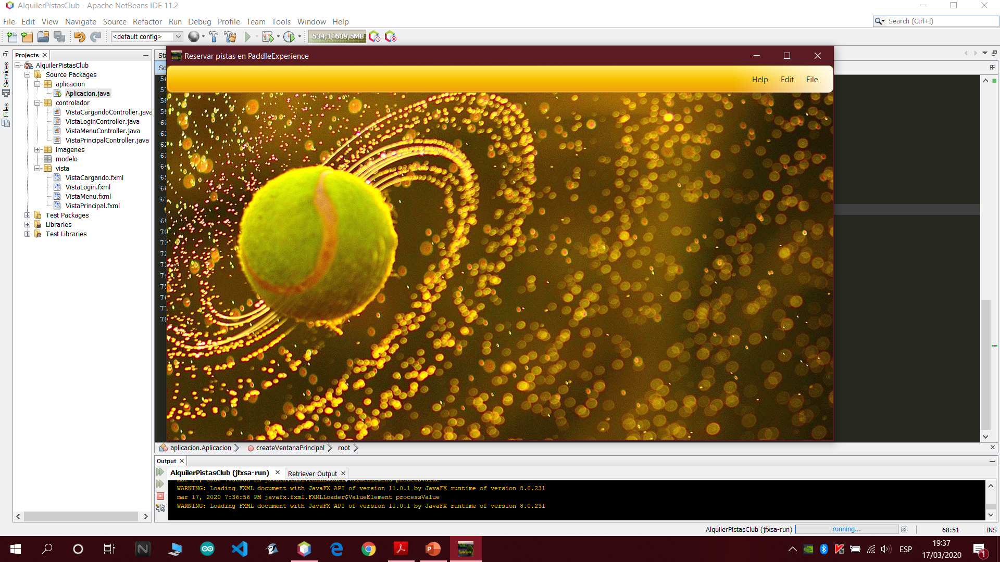 AlquilerPistasClub - Apache NetBeans IDE 11.2
File Edit View Navigate Source Refactor Run Debug Profile Team Tools Window Help
Search (Ctrl+I)
<default config>
534,1/689,5MB
Services
Files
Projects
AlquilerPistasClub
Source Packages
aplicacion
Aplicacion.java
controlador
VistaCargandoController.java
VistaLoginController.java
VistaMenuController.java
VistaPrincipalController.java
imagenes
modelo
vista
VistaCargando.fxml
VistaLogin.fxml
VistaMenu.fxml
VistaPrincipal.fxml
Test Packages
Libraries
Test Libraries
Reservar pistas en PaddleExperience
Help Edit File
57
58
59
60
61
62
63
64
65
66
67
68
69
70
71
72
73
74
75
76
77
78
aplicacion.Aplicacion createVentanaPrincipal root
Output
AlquilerPistasClub (jfxsa-run) Retriever Output
WARNING: Loading FXML document with JavaFX API of version 11.0.1 by JavaFX runtime of version 8.0.231
mar 17, 2020 7:36:56 PM javafx.fxml.FXMLLoader$ValueElement processValue
WARNING: Loading FXML document with JavaFX API of version 11.0.1 by JavaFX runtime of version 8.0.231
AlquilerPistasClub (jfxsa-run) running... 68:51 INS
ESP
19:37
17/03/2020
1